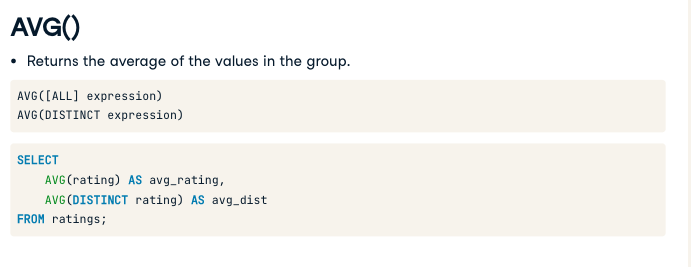 AVG()
• Returns the average of the values in the group.
AVG([ALL] expression)
AVG(DISTINCT expression)
SELECT
    AVG(rating) AS avg_rating,
    AVG(DISTINCT rating) AS avg_dist
FROM ratings;